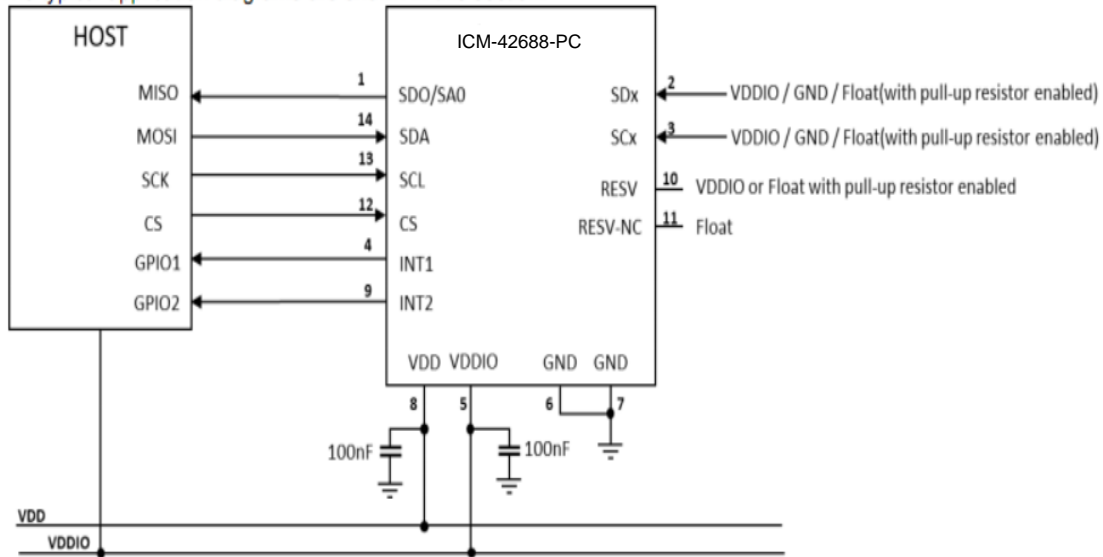 HOST
ICM-42688-PC
MISO 1 SDO/SA0 SDx 2 VDDIO / GND / Float(with pull-up resistor enabled)
MOSI 14 SDA SCx 3 VDDIO / GND / Float(with pull-up resistor enabled)
SCK 13 SCL RESV 10 VDDIO or Float with pull-up resistor enabled
CS 12 CS RESV-NC 11 Float
GPIO1 4 INT1
GPIO2 9 INT2
VDD VDDIO GND GND
8 5 6 7
100nF 100nF
VDD
VDDIO